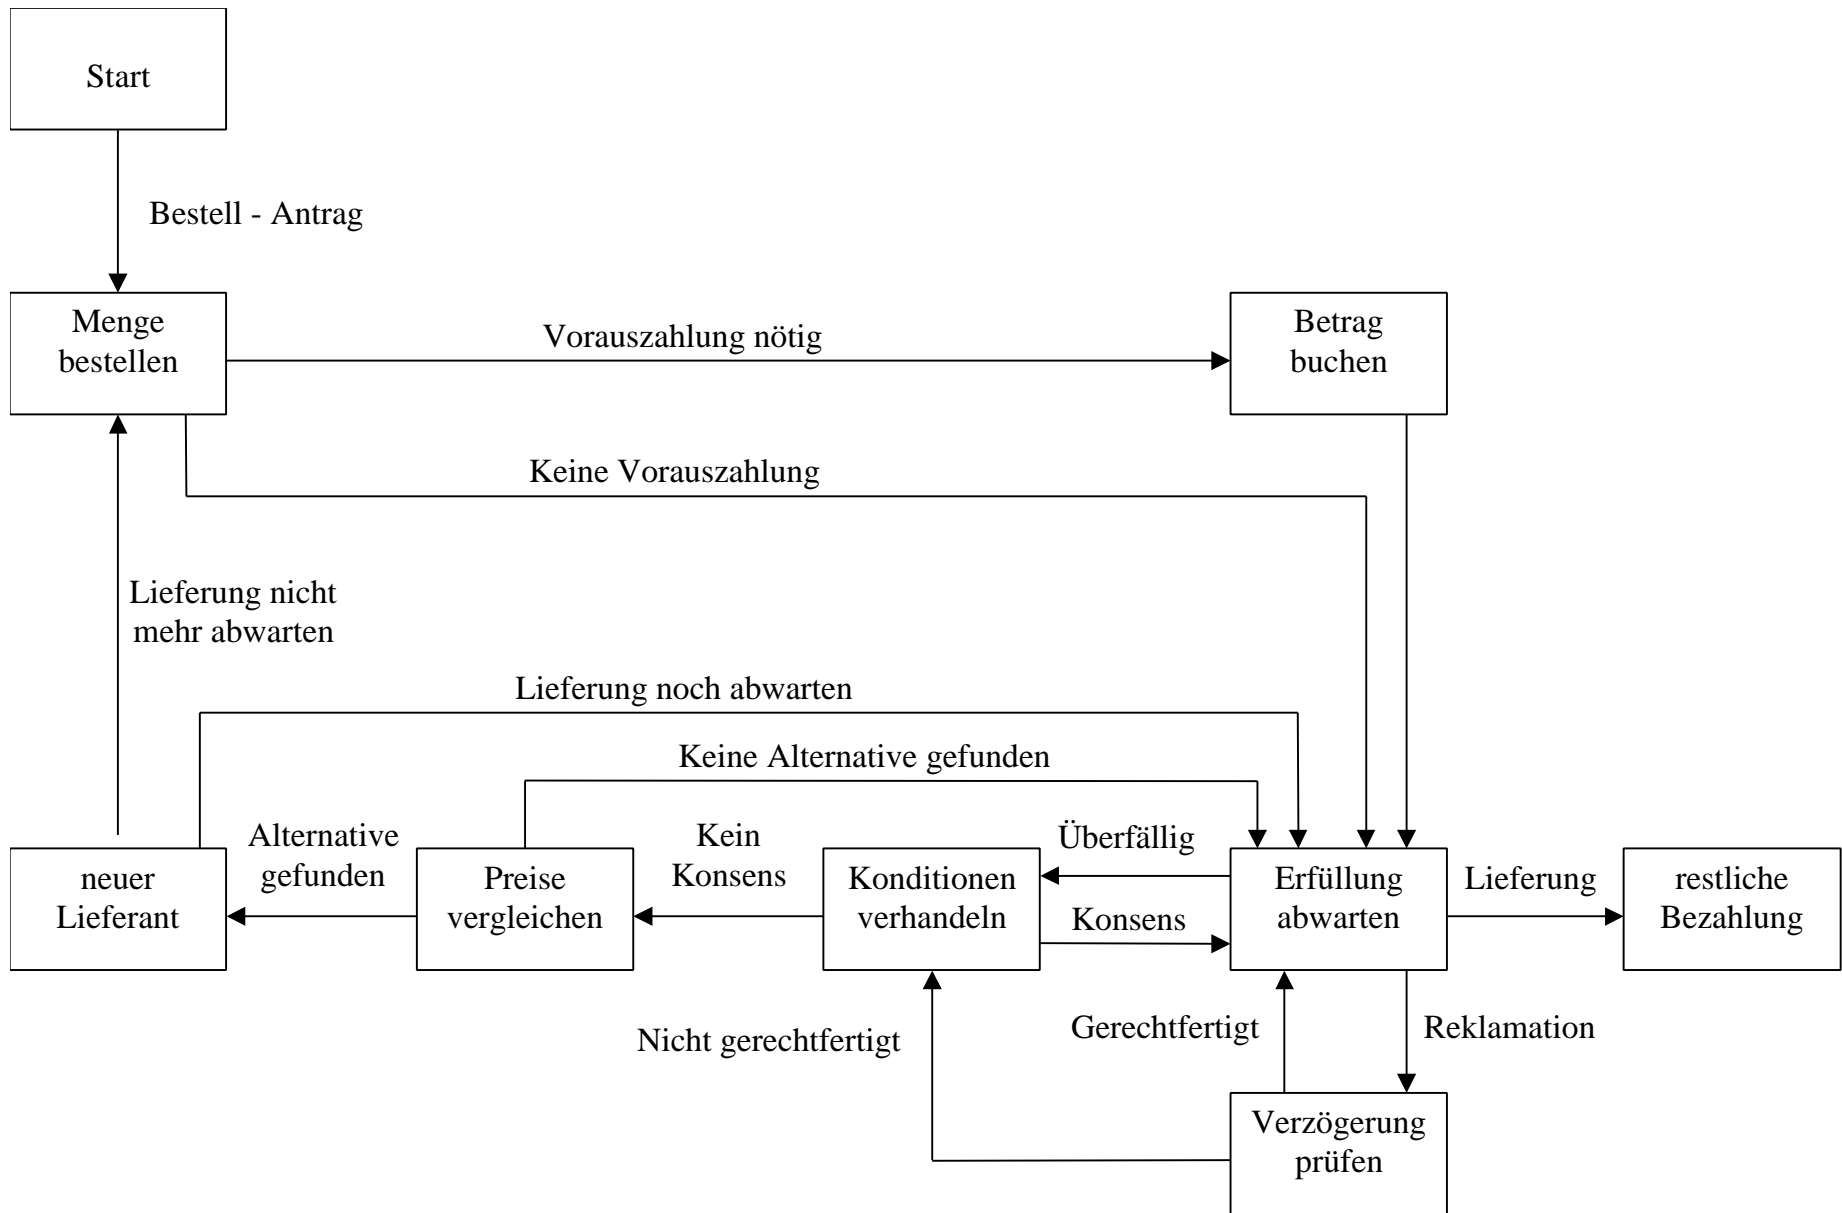 Start
Bestell - Antrag
Menge
bestellen
Vorauszahlung nötig
Betrag
buchen
Keine Vorauszahlung
Lieferung nicht
mehr abwarten
Lieferung noch abwarten
Keine Alternative gefunden
neuer
Lieferant
Alternative
gefunden
Preise
vergleichen
Kein
Konsens
Konditionen
verhandeln
Überfällig
Konsens
Erfüllung
abwarten
Lieferung
restliche
Bezahlung
Nicht gerechtfertigt
Gerechtfertigt
Reklamation
Verzögerung
prüfen